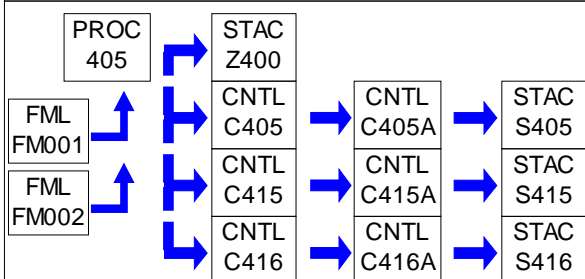 PROC
405
STAC
Z400
FML
FM001
CNTL
C405
CNTL
C405A
STAC
S405
FML
FM002
CNTL
C415
CNTL
C415A
STAC
S415
CNTL
C416
CNTL
C416A
STAC
S416